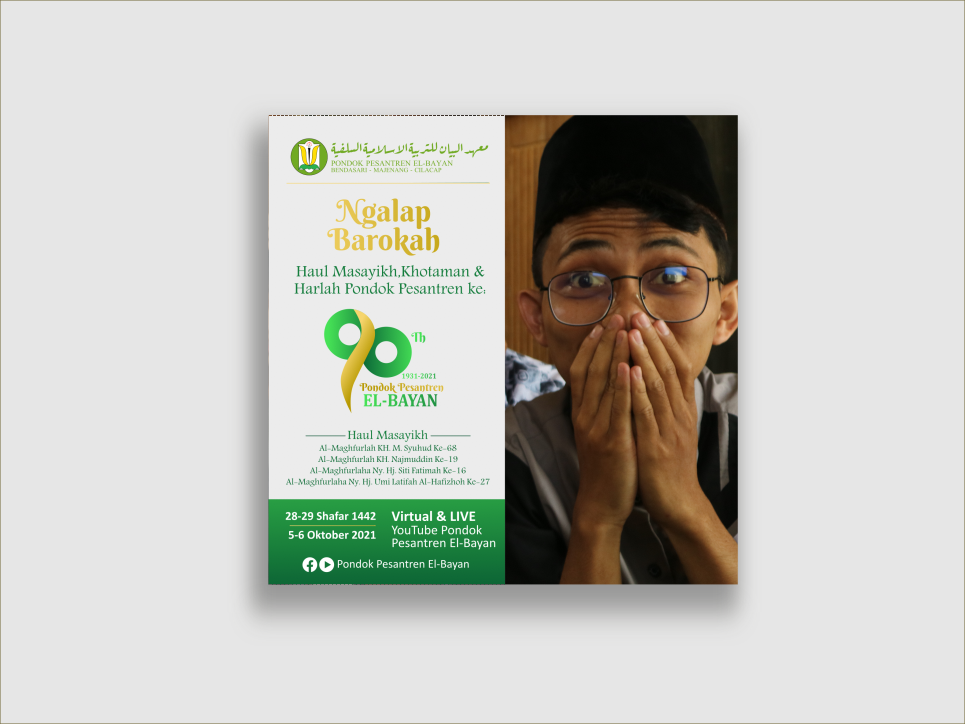 معهد البيان للتربية الاسلامية السلفية
PONDOK PESANTREN EL-BAYAN
BENDASARI - MAJENANG - CILACAP
Ngalap
Barokah
Haul Masayikh,Khotaman &
Harlah Pondok Pesantren ke:
90 Th
1931-2021
Pondok Pesantren
EL-BAYAN
Haul Masayikh
Al-Maghfurlah KH. M. Syuhud Ke-68
Al-Maghfurlah KH. Najmuddin Ke-19
Al-Maghfurlaha Ny. Hj. Siti Fatimah Ke-16
Al-Maghfurlaha Ny. Hj. Umi Latifah Al-Hafizhoh Ke-27
28-29 Shafar 1442
5-6 Oktober 2021
Virtual & LIVE
YouTube Pondok
Pesantren El-Bayan
Pondok Pesantren El-Bayan